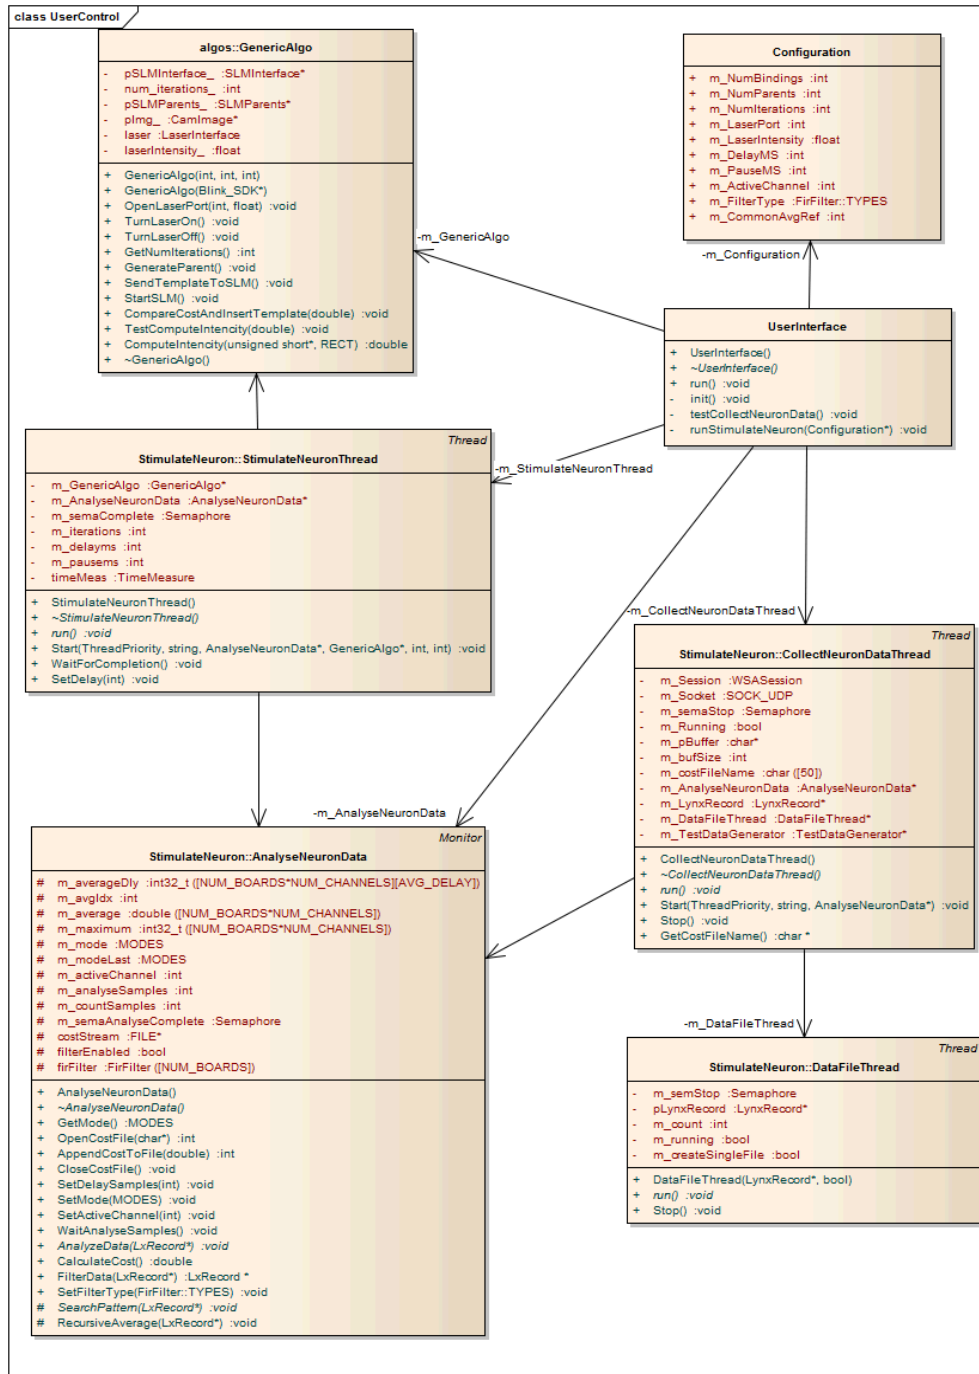 class UserControl
algos::GenericAlgo
- pSLMInterface_ :SLMInterface*
- num_iterations_ :int
- pSLMParents_ :SLMParents*
- pImg_ :CamImage*
- laser :LaserInterface
- laserIntensity_ :float
+ GenericAlgo(int, int, int)
+ GenericAlgo(Blink_SDK*)
+ OpenLaserPort(int, float) :void
+ TurnLaserOn() :void
+ TurnLaserOff() :void
+ GetNumIterations() :int
+ GenerateParent() :void
+ SendTemplateToSLM() :void
+ StartSLM() :void
+ CompareCostAndInsertTemplate(double) :void
+ TestComputeIntencity(double) :void
+ ComputeIntencity(unsigned short*, RECT) :double
+ ~GenericAlgo()
Configuration
+ m_NumBindings :int
+ m_NumParents :int
+ m_NumIterations :int
+ m_LaserPort :int
+ m_LaserIntensity :float
+ m_DelayMS :int
+ m_PauseMS :int
+ m_ActiveChannel :int
+ m_FilterType :FirFilter::TYPES
+ m_CommonAvgRef :int
-m_GenericAlgo
-m_Configuration
UserInterface
+ UserInterface()
+ ~UserInterface()
+ run() :void
- init() :void
- testCollectNeuronData() :void
- runStimulateNeuron(Configuration*) :void
Thread
StimulateNeuron::StimulateNeuronThread
- m_GenericAlgo :GenericAlgo*
- m_AnalyseNeuronData :AnalyseNeuronData*
- m_semaComplete :Semaphore
- m_iterations :int
- m_delayms :int
- m_pausems :int
- timeMeas :TimeMeasure
+ StimulateNeuronThread()
+ ~StimulateNeuronThread()
+ run() :void
+ Start(ThreadPriority, string, AnalyseNeuronData*, GenericAlgo*, int, int) :void
+ WaitForCompletion() :void
+ SetDelay(int) :void
-m_StimulateNeuronThread
-m_CollectNeuronDataThread
Thread
StimulateNeuron::CollectNeuronDataThread
- m_Session :WSASession
- m_Socket :SOCK_UDP
- m_semaStop :Semaphore
- m_Running :bool
- m_pBuffer :char*
- m_bufSize :int
- m_costFileName :char ([50])
- m_AnalyseNeuronData :AnalyseNeuronData*
- m_LynxRecord :LynxRecord*
- m_DataFileThread :DataFileThread*
- m_TestDataGenerator :TestDataGenerator*
+ CollectNeuronDataThread()
+ ~CollectNeuronDataThread()
+ run() :void
+ Start(ThreadPriority, string, AnalyseNeuronData*) :void
+ Stop() :void
+ GetCostFileName() :char *
-m_AnalyseNeuronData
Monitor
StimulateNeuron::AnalyseNeuronData
# m_averageDly :int32_t ([NUM_BOARDS*NUM_CHANNELS][AVG_DELAY])
# m_avgIdx :int
# m_average :double ([NUM_BOARDS*NUM_CHANNELS])
# m_maximum :int32_t ([NUM_BOARDS*NUM_CHANNELS])
# m_mode :MODES
# m_modeLast :MODES
# m_activeChannel :int
# m_analyseSamples :int
# m_countSamples :int
# m_semaAnalyseComplete :Semaphore
# costStream :FILE*
# filterEnabled :bool
# firFilter :FirFilter ([NUM_BOARDS])
+ AnalyseNeuronData()
+ ~AnalyseNeuronData()
+ GetMode() :MODES
+ OpenCostFile(char*) :int
+ AppendCostToFile(double) :int
+ CloseCostFile() :void
+ SetDelaySamples(int) :void
+ SetMode(MODES) :void
+ SetActiveChannel(int) :void
+ WaitAnalyseSamples() :void
+ AnalyzeData(LxRecord*) :void
+ CalculateCost() :double
+ FilterData(LxRecord*) :LxRecord *
+ SetFilterType(FirFilter::TYPES) :void
# SearchPattern(LxRecord*) :void
# RecursiveAverage(LxRecord*) :void
-m_DataFileThread
Thread
StimulateNeuron::DataFileThread
- m_semStop :Semaphore
- pLynxRecord :LynxRecord*
- m_count :int
- m_running :bool
- m_createSingleFile :bool
+ DataFileThread(LynxRecord*, bool)
+ run() :void
+ Stop() :void